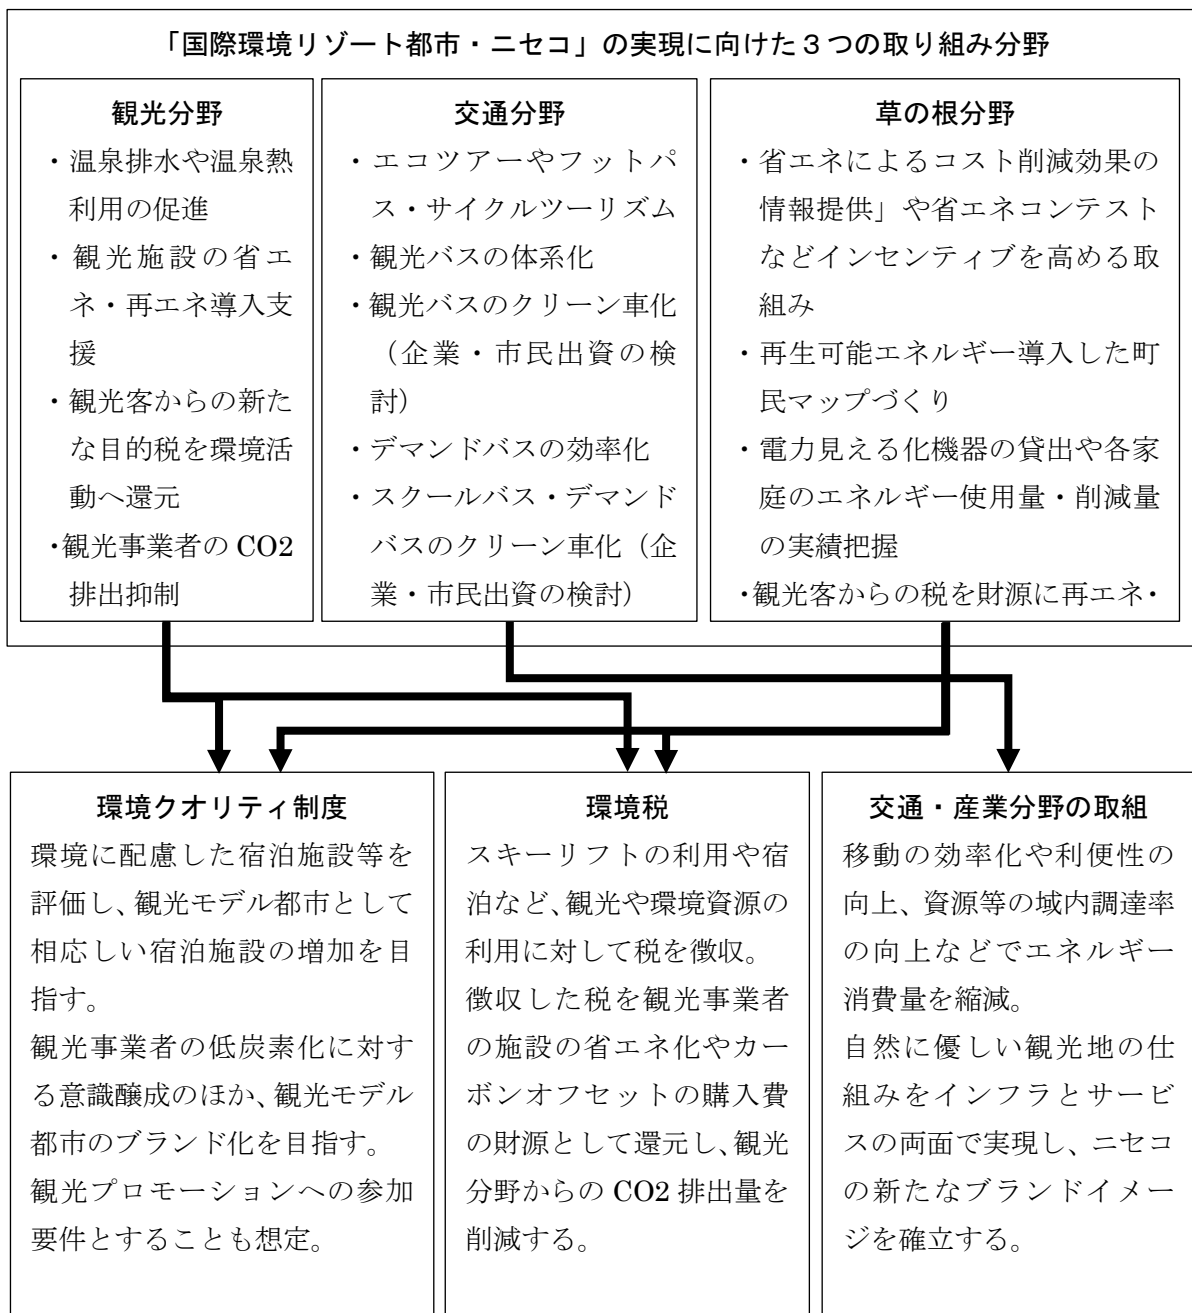 「国際環境リゾート都市・ニセコ」の実現に向けた３つの取り組み分野
観光分野
・温泉排水や温泉熱
利用の促進
・観光施設の省エ
ネ・再エネ導入支
援
・観光客からの新た
な目的税を環境活
動へ還元
・観光事業者の CO2
排出抑制
交通分野
・エコツアーやフットパ
ス・サイクルツーリズム
・観光バスの体系化
・観光バスのクリーン車化
（企業・市民出資の検
討）
・デマンドバスの効率化
・スクールバス・デマンド
バスのクリーン車化（企
業・市民出資の検討）
草の根分野
・省エネによるコスト削減効果の
情報提供」や省エネコンテスト
などインセンティブを高める取
組み
・再生可能エネルギー導入した町
民マップづくり
・電力見える化機器の貸出や各家
庭のエネルギー使用量・削減量
の実績把握
・観光客からの税を財源に再エネ・
環境クオリティ制度
環境に配慮した宿泊施設等を
評価し、観光モデル都市として
相応しい宿泊施設の増加を目
指す。
観光事業者の低炭素化に対す
る意識醸成のほか、観光モデル
都市のブランド化を目指す。
観光プロモーションへの参加
要件とすることも想定。
環境税
スキーリフトの利用や宿
泊など、観光や環境資源の
利用に対して税を徴収。
徴収した税を観光事業者
の施設の省エネ化やカー
ボンオフセットの購入費
の財源として還元し、観光
分野からの CO2 排出量を
削減する。
交通・産業分野の取組
移動の効率化や利便性の
向上、資源等の域内調達率
の向上などでエネルギー
消費量を縮減。
自然に優しい観光地の仕
組みをインフラとサービ
スの両面で実現し、ニセコ
の新たなブランドイメー
ジを確立する。